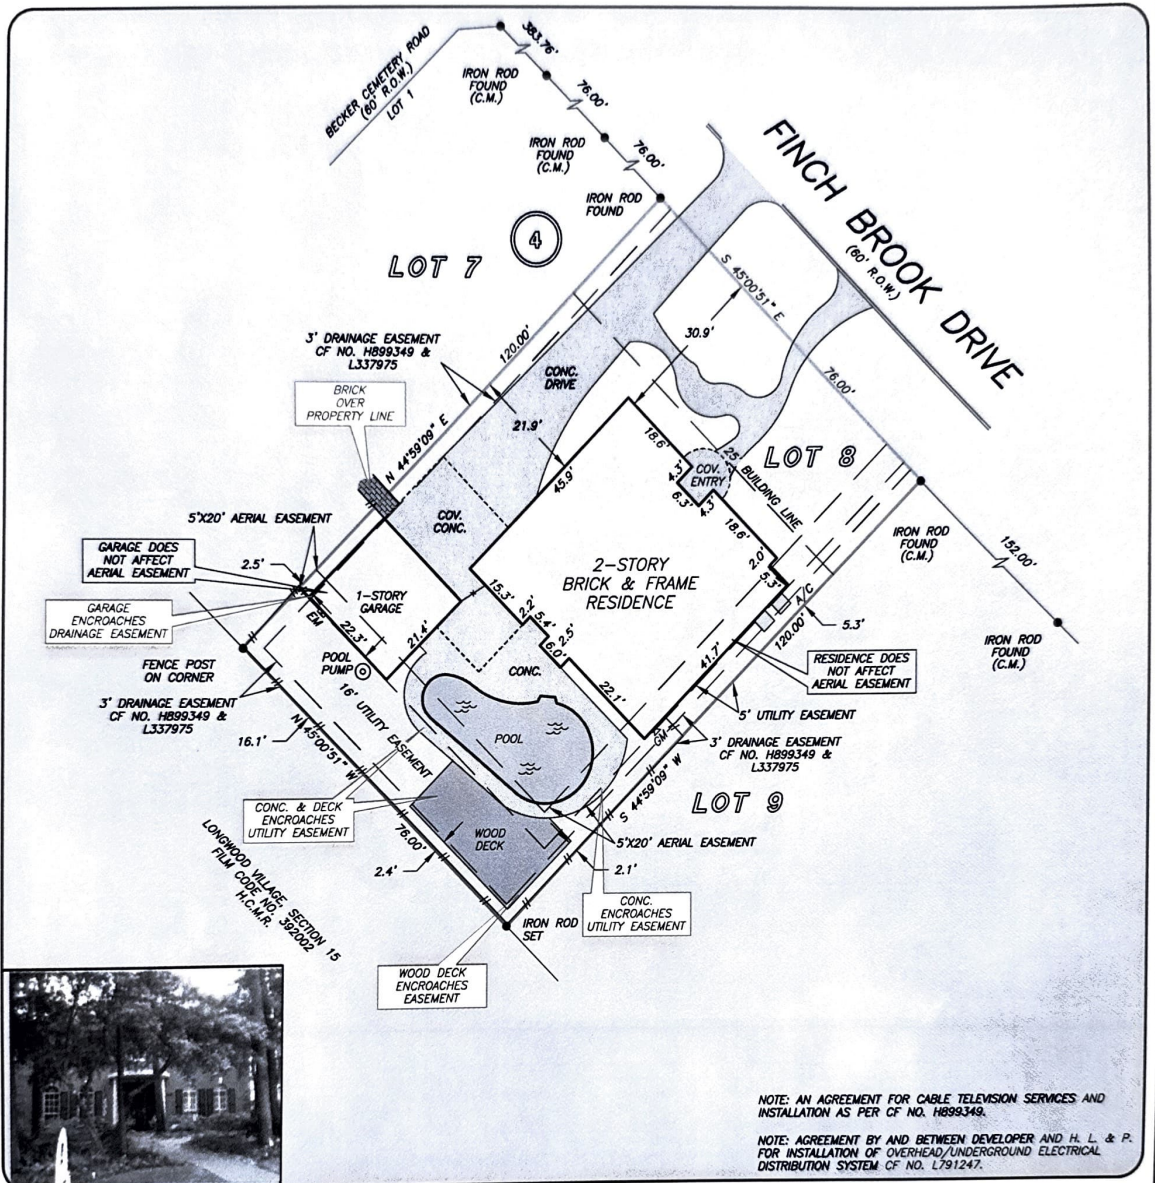 383.76'
BECKER CEMETERY ROAD
(60' R.O.W.)
LOT 1
IRON ROD
FOUND
(C.M.)
76.00'
IRON ROD
FOUND
(C.M.)
76.00'
IRON ROD
FOUND
FINCH BROOK DRIVE
(60' R.O.W.)
4
LOT 7
S 45°00'51" E
76.00'
30.9'
3' DRAINAGE EASEMENT
CF NO. H899349 &
L337975
120.00'
N 44°59'09" E
CONC.
DRIVE
BRICK
OVER
PROPERTY LINE
21.9'
18.6'
45.9'
4.3'
6.3'
4.3'
COV.
ENTRY
25' BUILDING LINE
LOT 8
18.6'
2.0'
5.3'
COV.
CONC.
5'X20' AERIAL EASEMENT
GARAGE DOES
NOT AFFECT
AERIAL EASEMENT
2.5'
GARAGE
ENCROACHES
DRAINAGE EASEMENT
EM
1-STORY
GARAGE
22.3'
21.4'
2-STORY
BRICK & FRAME
RESIDENCE
15.3'
2.2'
5.4'
6.0'
2.5'
22.1'
41.7'
A/C
120.00'
5.3'
IRON ROD
FOUND
(C.M.)
152.00'
IRON ROD
FOUND
(C.M.)
RESIDENCE DOES
NOT AFFECT
AERIAL EASEMENT
FENCE POST
ON CORNER
POOL
PUMP
3' DRAINAGE EASEMENT
CF NO. H899349 &
L337975
16.1'
16' UTILITY EASEMENT
N 45°00'51" W
76.00'
CONC.
POOL
5' UTILITY EASEMENT
GM
3' DRAINAGE EASEMENT
CF NO. H899349 &
L337975
S 44°59'09" W
LOT 9
CONC. & DECK
ENCROACHES
UTILITY EASEMENT
WOOD
DECK
5'X20' AERIAL EASEMENT
2.4'
2.1'
LONGWOOD VILLAGE, SECTION 15
FILM CODE NO. 392002
H.C.M.R.
CONC.
ENCROACHES
UTILITY EASEMENT
IRON ROD
SET
WOOD DECK
ENCROACHES
EASEMENT
NOTE: AN AGREEMENT FOR CABLE TELEVISION SERVICES AND
INSTALLATION AS PER CF NO. H899349.
NOTE: AGREEMENT BY AND BETWEEN DEVELOPER AND H. L. & P.
FOR INSTALLATION OF OVERHEAD/UNDERGROUND ELECTRICAL
DISTRIBUTION SYSTEM CF NO. L791247.